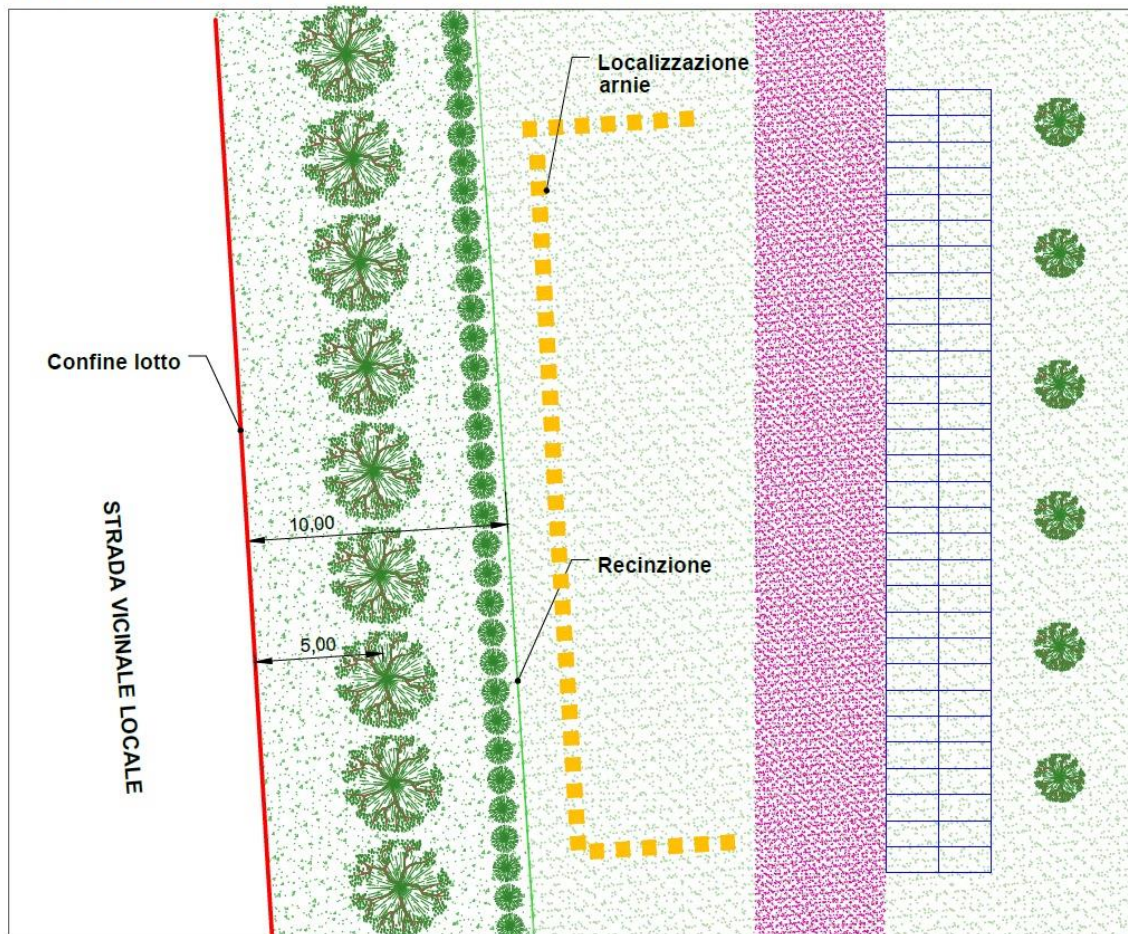 Localizzazione
arnie
Confine lotto
10,00
Recinzione
5,00
STRADA VICINALE LOCALE